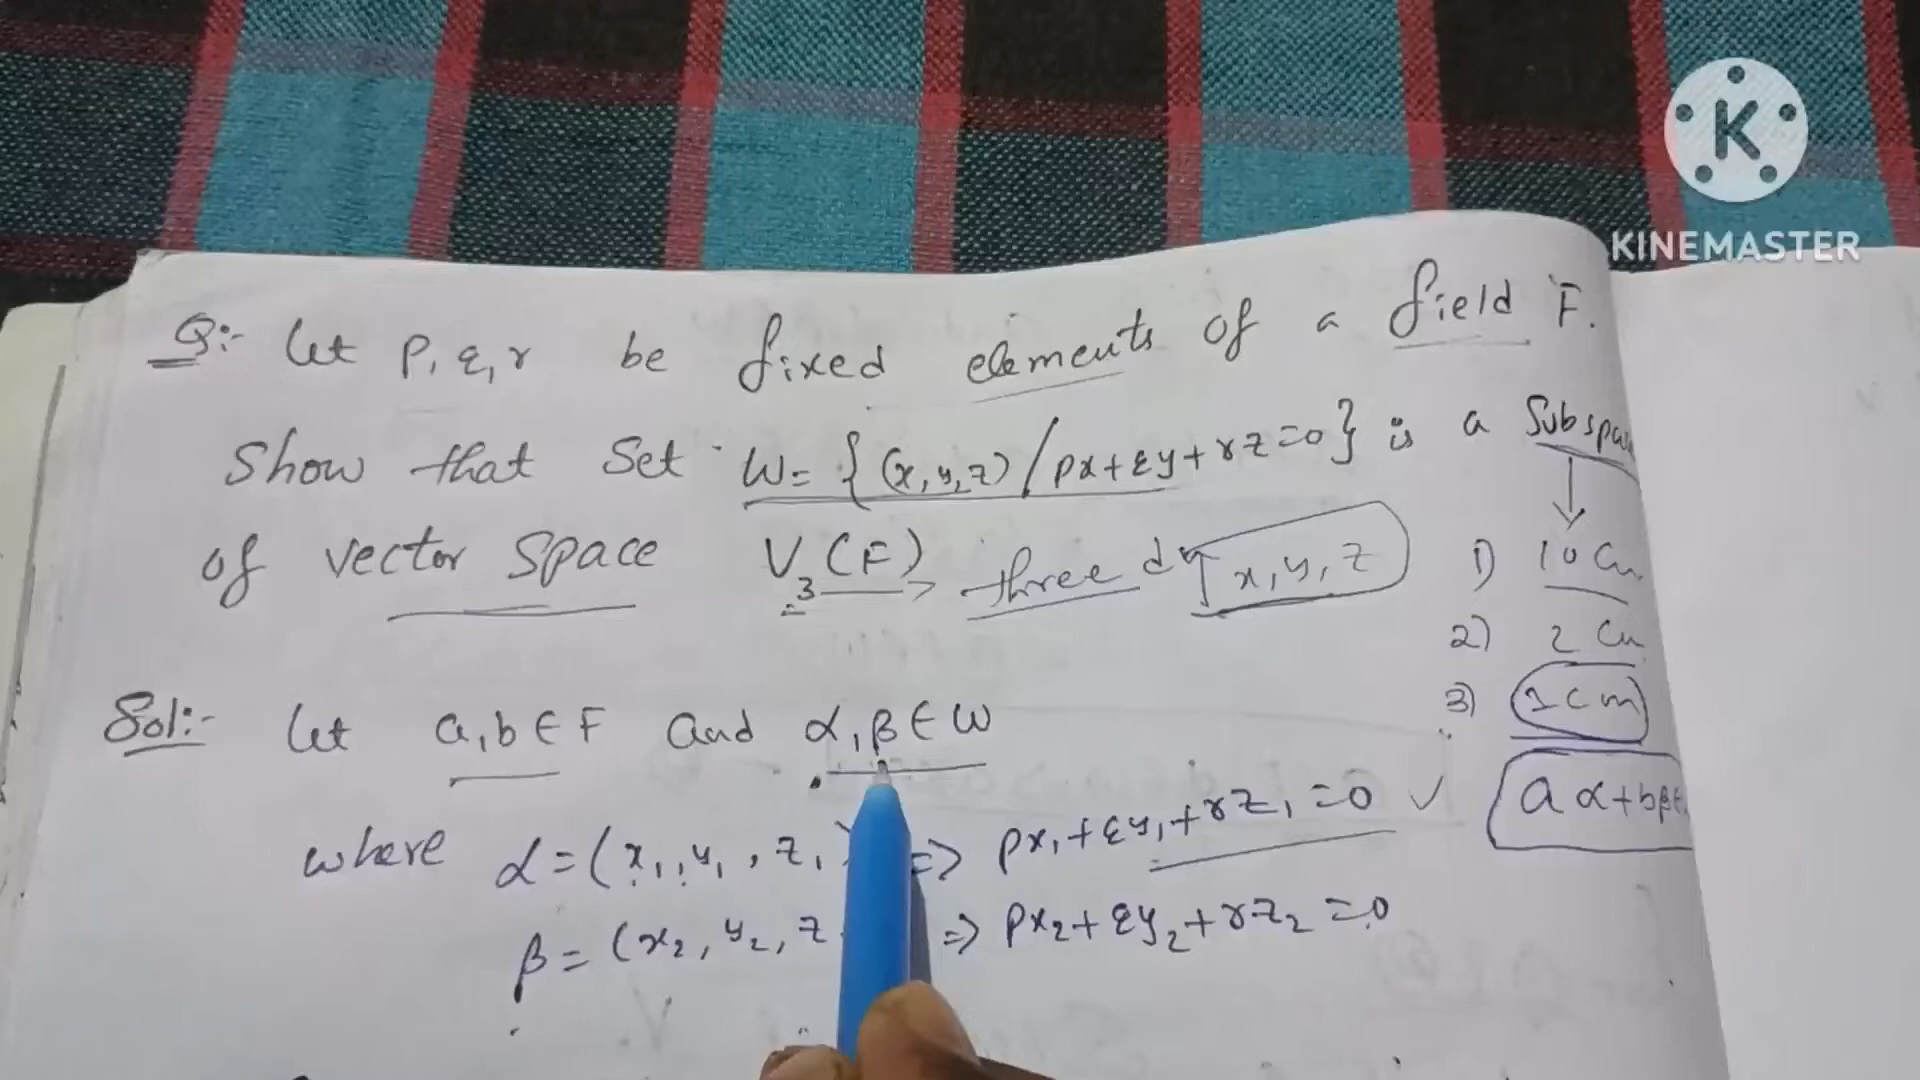 K
KINEMASTER
Q:- Let p, q, r be fixed elements of a field F.
Show that Set W = { (x, y, z) / px + qy + rz = 0 } is a Subspa
of vector space V₃(F) three x, y, z
1) 10 Cm
2) 2 Cm
3) 1 Cm
Sol:- Let a, b ∈ F and α, β ∈ W
where α = (x₁, y₁, z₁ ) => px₁ + qy₁ + rz₁ = 0 ✓
aα + bβ ∈
β = (x₂, y₂, z => px₂ + qy₂ + rz₂ = 0